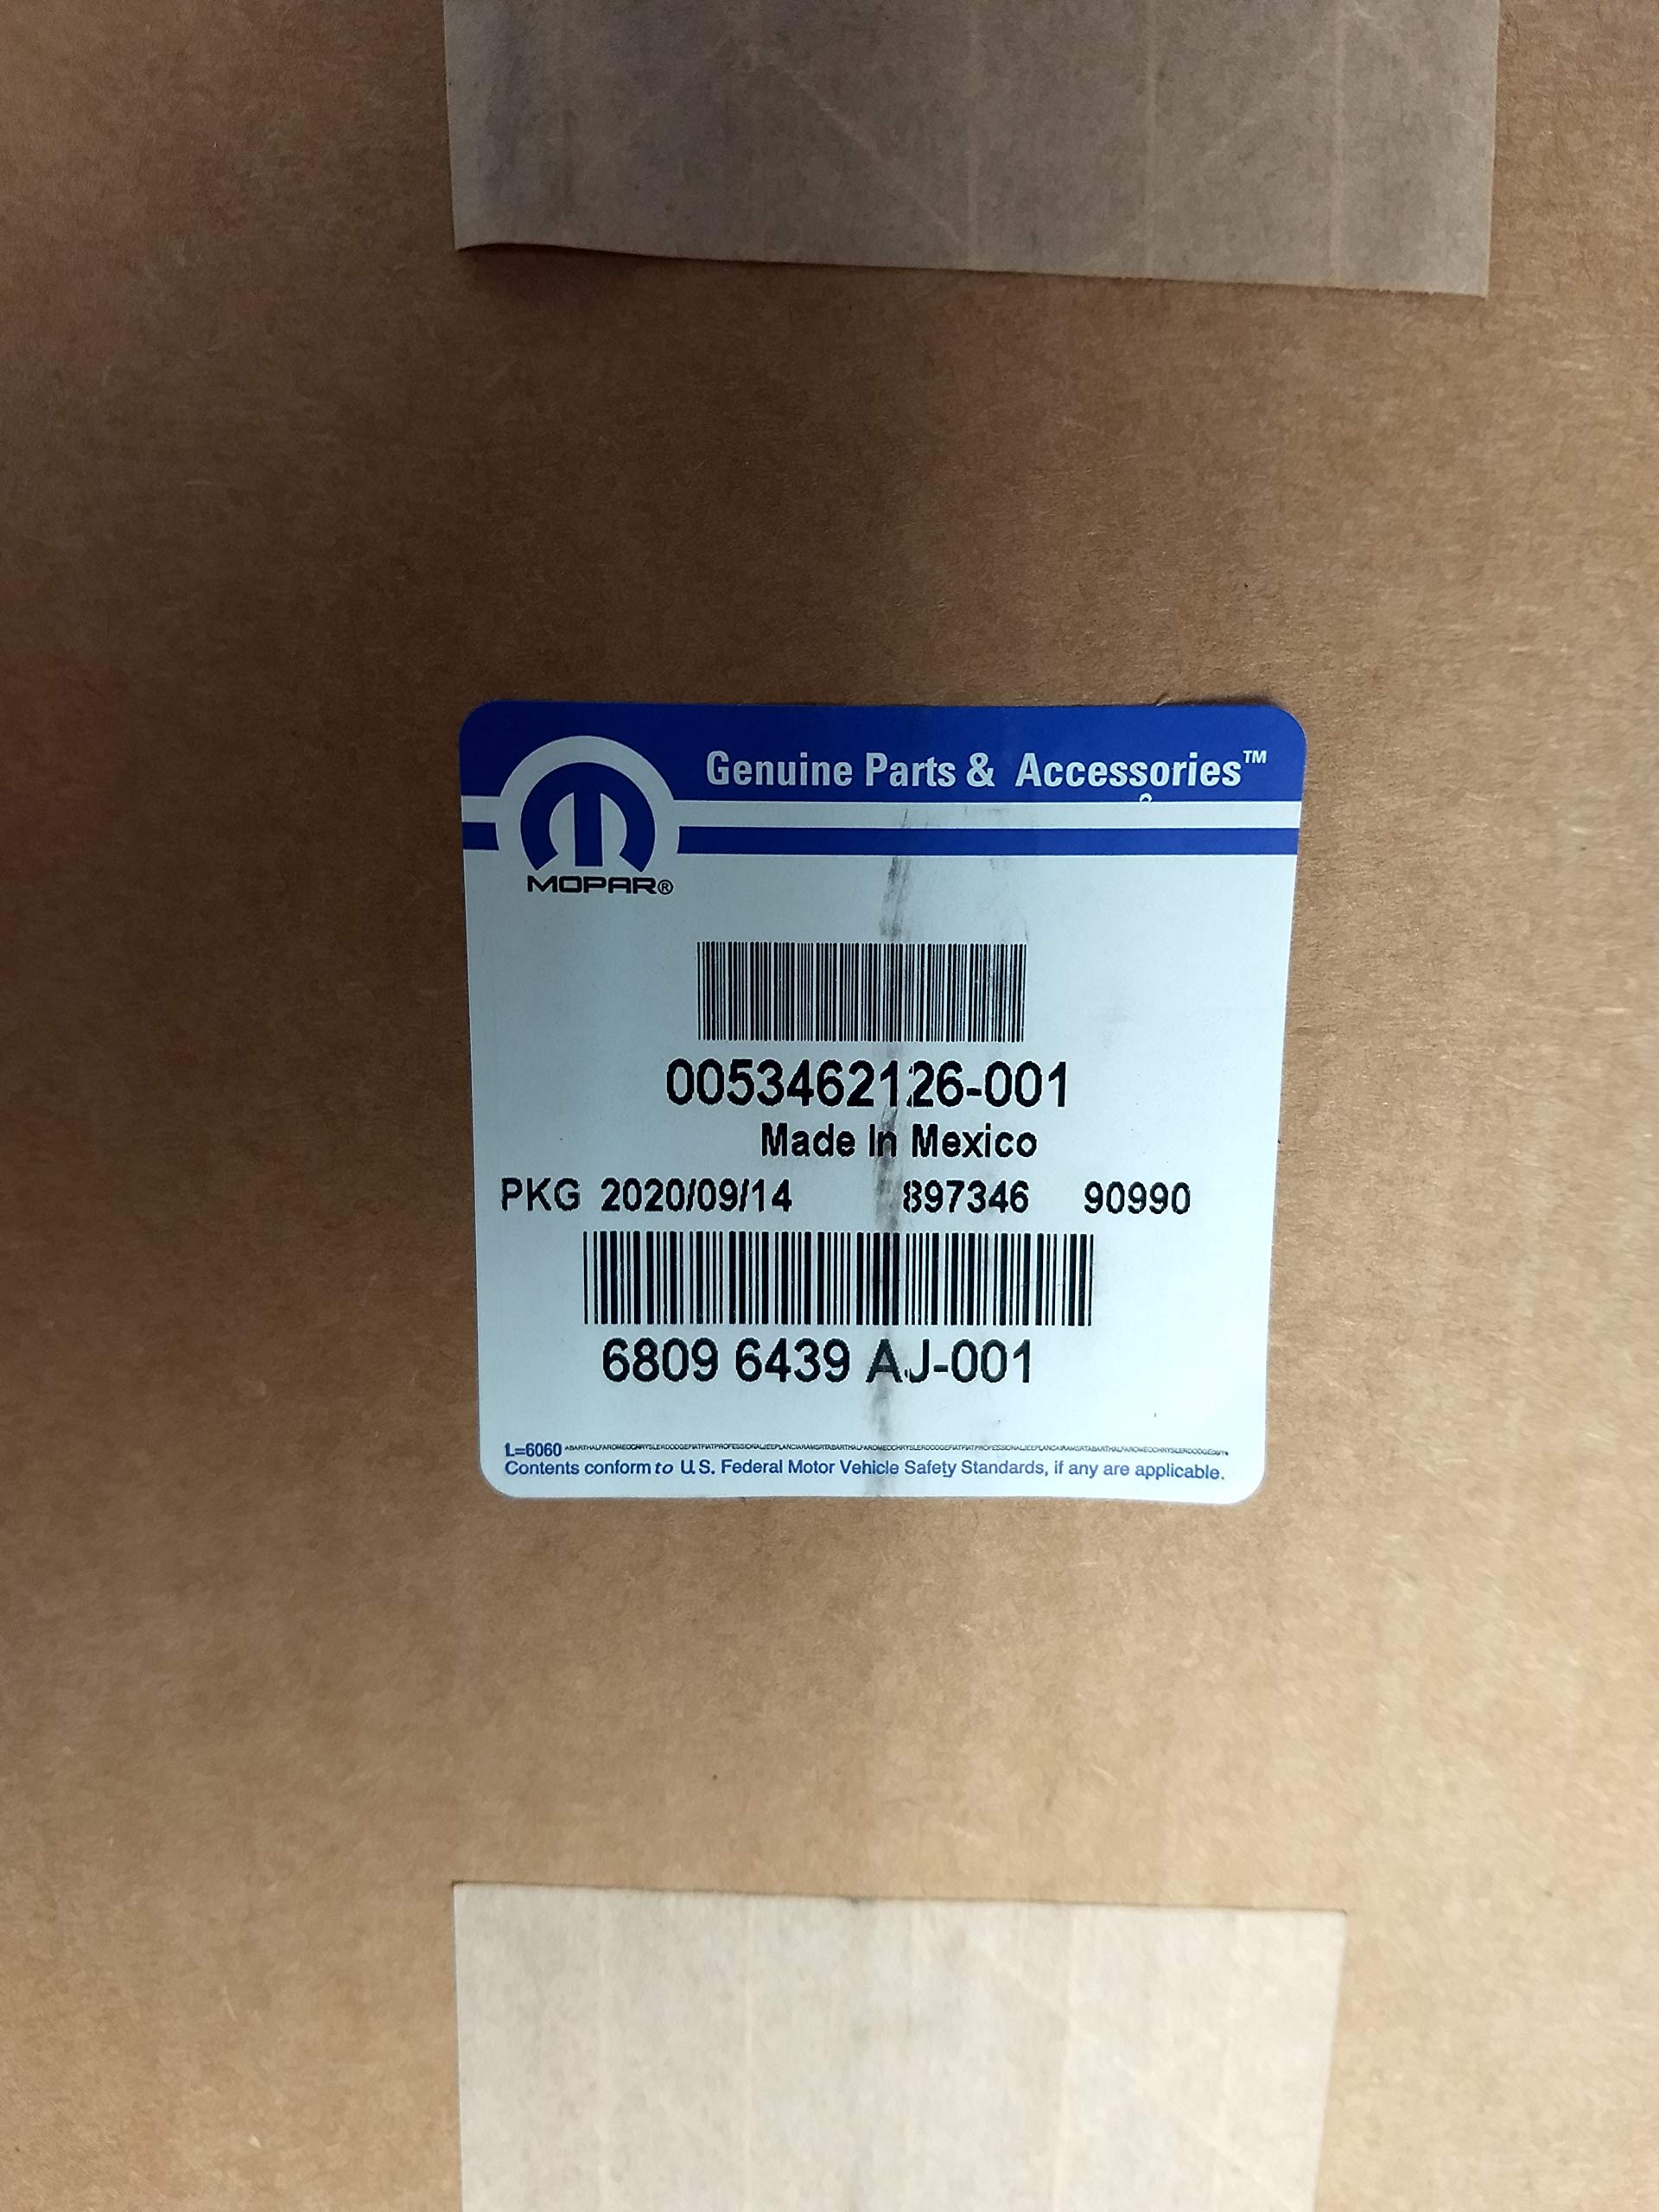 Genuine Parts & Accessories™
MOPAR®
0053462126-001
Made In Mexico
PKG 2020/09/14 897346 90990
6809 6439 AJ-001
L=6060
Contents conform to U.S. Federal Motor Vehicle Safety Standards, if any are applicable.